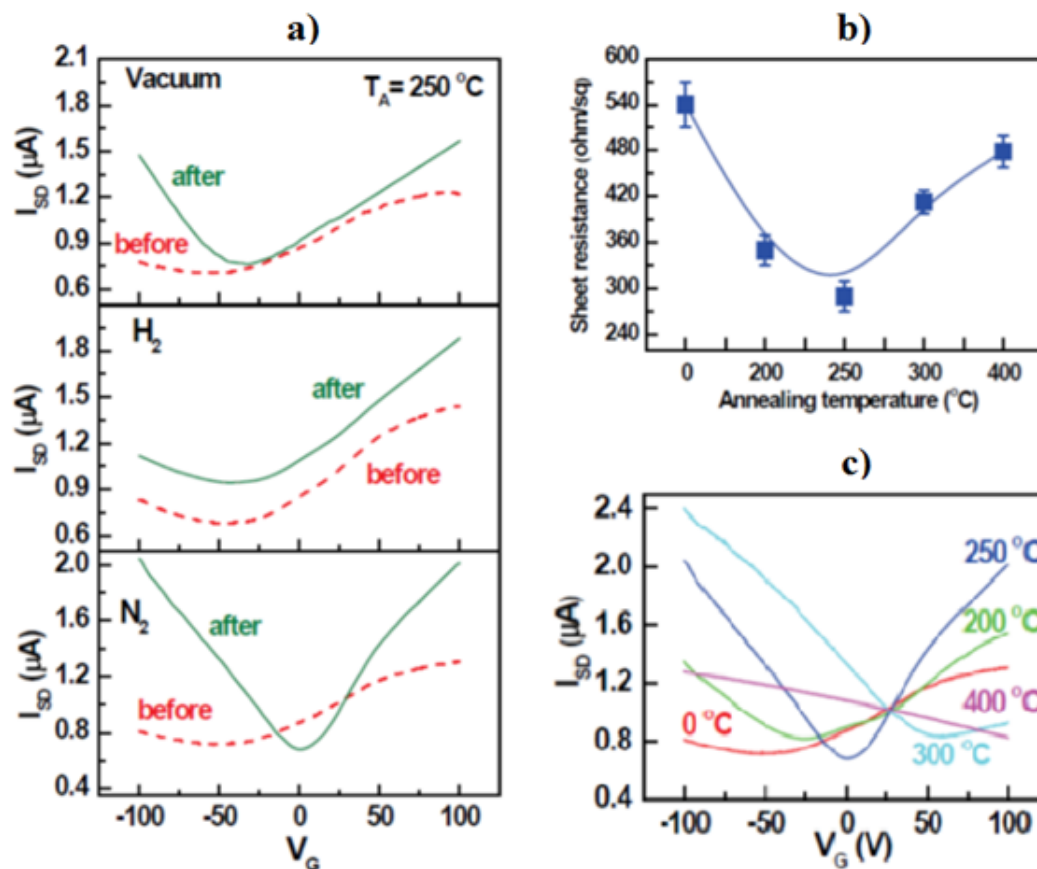 a)
Vacuum
T_A= 250 °C
after
before
I_SD (µA)
2.1
1.8
1.5
1.2
0.9
0.6
H_2
after
before
I_SD (µA)
1.8
1.5
1.2
0.9
0.6
N_2
after
before
I_SD (µA)
2.0
1.6
1.2
0.8
0.4
-100 -50 0 50 100
V_G
b)
Sheet resistance (ohm/sq)
600
540
480
420
360
300
240
0 200 250 300 400
Annealing temperature (°C)
c)
I_SD (µA)
2.4
2.0
1.6
1.2
0.8
0.4
250 °C
200 °C
400 °C
0 °C
300 °C
-100 -50 0 50 100
V_G (V)